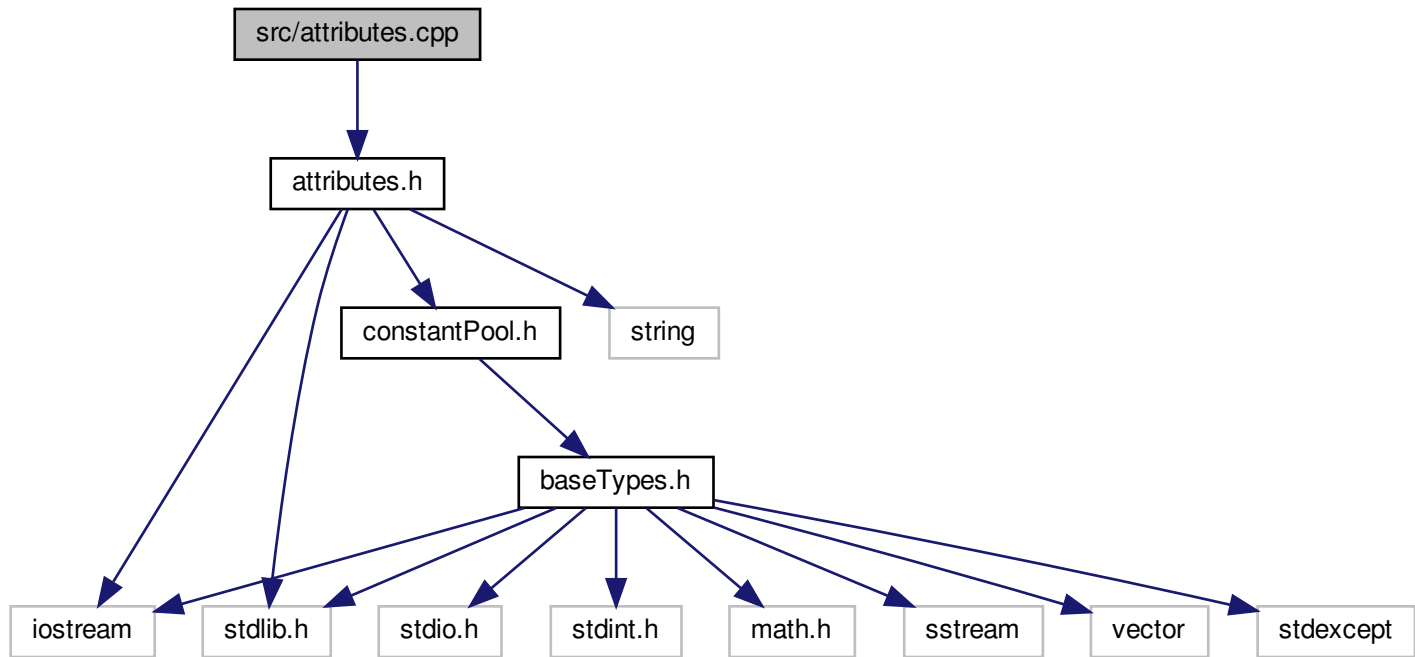 src/attributes.cpp
attributes.h
constantPool.h
string
baseTypes.h
iostream
stdlib.h
stdio.h
stdint.h
math.h
sstream
vector
stdexcept